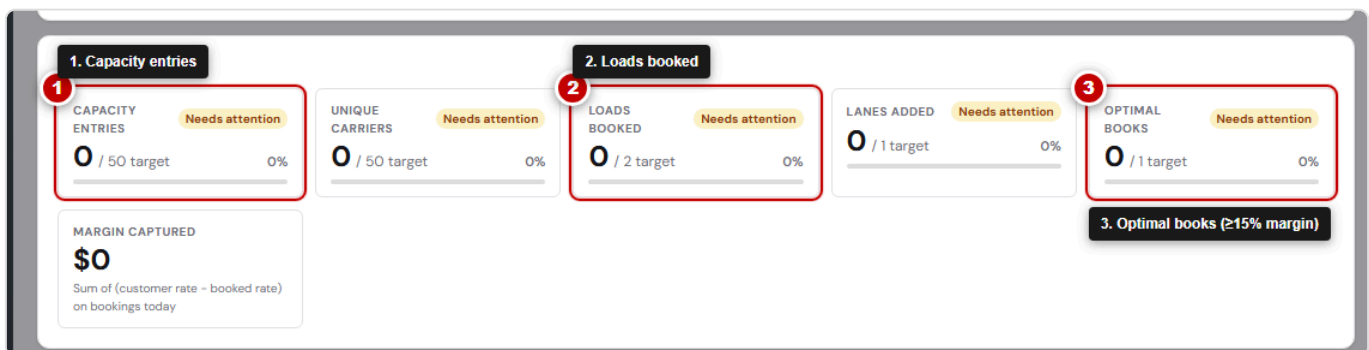 1. Capacity entries
2. Loads booked
1
2
3
CAPACITY
ENTRIES
Needs attention
0 / 50 target
0%
UNIQUE
CARRIERS
Needs attention
0 / 50 target
0%
LOADS
BOOKED
Needs attention
0 / 2 target
0%
LANES ADDED
Needs attention
0 / 1 target
0%
OPTIMAL
BOOKS
Needs attention
0 / 1 target
0%
3. Optimal books (≥15% margin)
MARGIN CAPTURED
$0
Sum of (customer rate − booked rate)
on bookings today